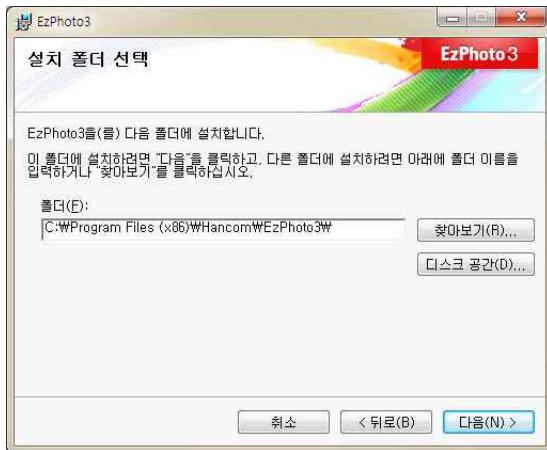 EzPhoto3
설치 폴더 선택
EzPhoto 3
EzPhoto3을(를) 다음 폴더에 설치합니다.
이 폴더에 설치하려면 "다음"을 클릭하고, 다른 폴더에 설치하려면 아래에 폴더 이름을
입력하거나 "찾아보기"를 클릭하십시오.
폴더(F):
C:₩Program Files (x86)₩Hancom₩EzPhoto3₩
찾아보기(R)...
디스크 공간(D)...
취소
< 뒤로(B)
다음(N) >